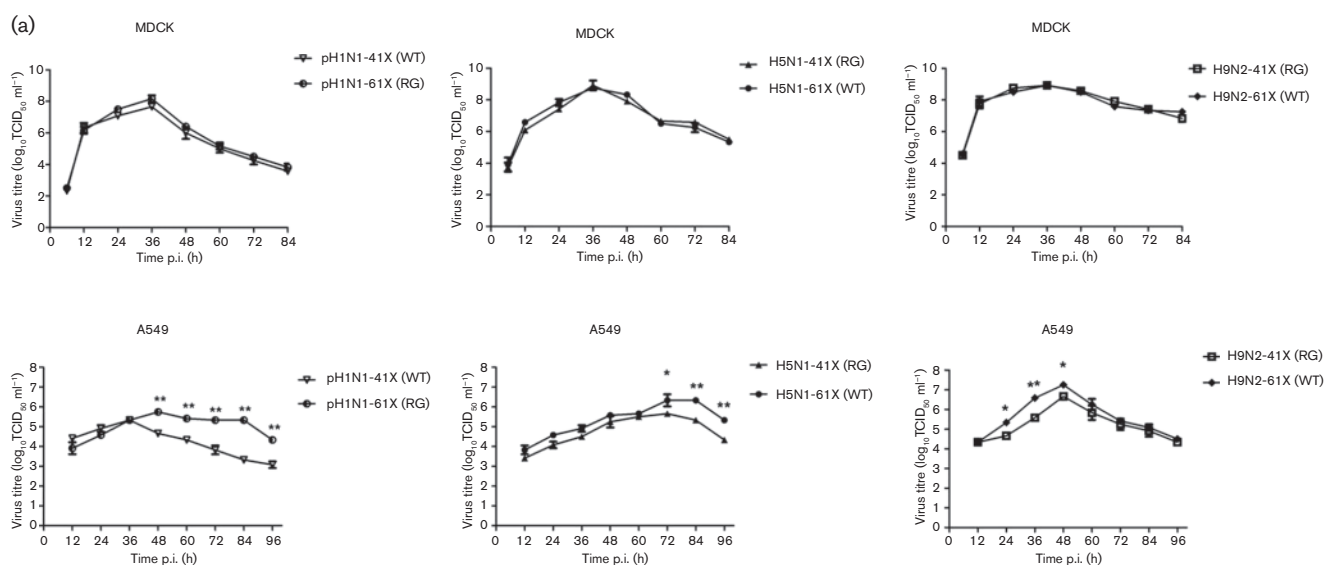 (a)
MDCK
pH1N1-41X (WT)
pH1N1-61X (RG)
Virus titre (log10TCID50 ml−1)
10
8
6
4
2
0
0 12 24 36 48 60 72 84
Time p.i. (h)
MDCK
H5N1-41X (RG)
H5N1-61X (WT)
Virus titre (log10TCID50 ml−1)
10
8
6
4
2
0
0 12 24 36 48 60 72 84
Time p.i. (h)
MDCK
H9N2-41X (RG)
H9N2-61X (WT)
Virus titre (log10TCID50 ml−1)
10
8
6
4
2
0
0 12 24 36 48 60 72 84
Time p.i. (h)
A549
pH1N1-41X (WT)
pH1N1-61X (RG)
Virus titre (log10TCID50 ml−1)
8
7
6
5
4
3
2
1
0
** ** ** ** **
0 12 24 36 48 60 72 84 96
Time p.i. (h)
A549
H5N1-41X (RG)
H5N1-61X (WT)
Virus titre (log10TCID50 ml−1)
8
7
6
5
4
3
2
1
0
* ** **
0 12 24 36 48 60 72 84 96
Time p.i. (h)
A549
H9N2-41X (RG)
H9N2-61X (WT)
Virus titre (log10TCID50 ml−1)
8
7
6
5
4
3
2
1
0
* ** *
0 12 24 36 48 60 72 84 96
Time p.i. (h)